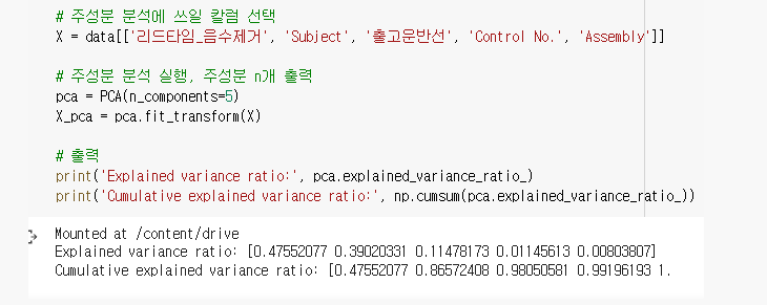 # 주성분 분석에 쓰일 칼럼 선택
X = data[['리드타임_음수제거', 'Subject', '출고운반선', 'Control No.', 'Assembly']]
# 주성분 분석 실행, 주성분 n개 출력
pca = PCA(n_components=5)
X_pca = pca.fit_transform(X)
# 출력
print('Explained variance ratio:', pca.explained_variance_ratio_)
print('Cumulative explained variance ratio:', np.cumsum(pca.explained_variance_ratio_))
Mounted at /content/drive
Explained variance ratio: [0.47552077 0.39020331 0.11478173 0.01145613 0.00803807]
Cumulative explained variance ratio: [0.47552077 0.86572408 0.98050581 0.99196193 1.